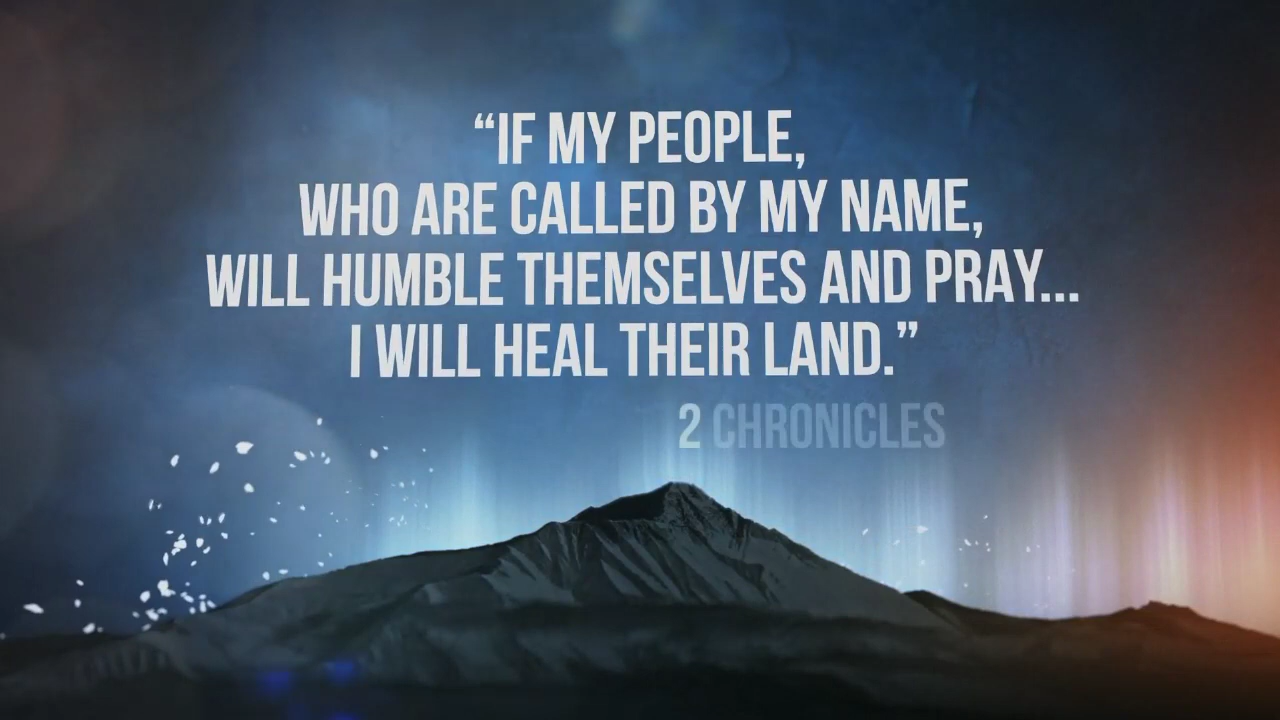 “IF MY PEOPLE,
WHO ARE CALLED BY MY NAME,
WILL HUMBLE THEMSELVES AND PRAY...
I WILL HEAL THEIR LAND.”
2 CHRONICLES